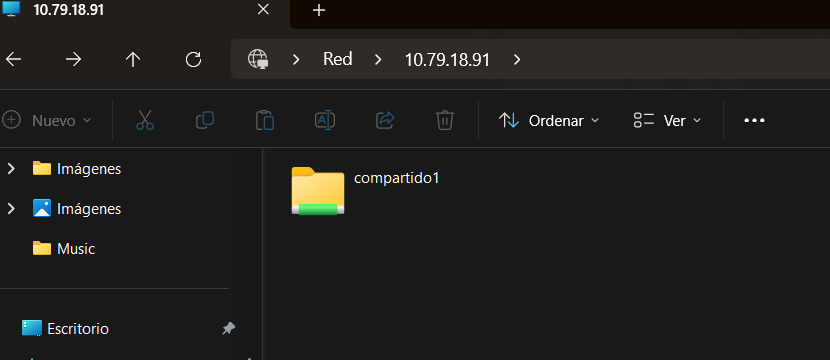 10.79.18.91
Red 10.79.18.91
Nuevo Ordenar Ver
Imágenes
Imágenes
Music
Escritorio
compartido1